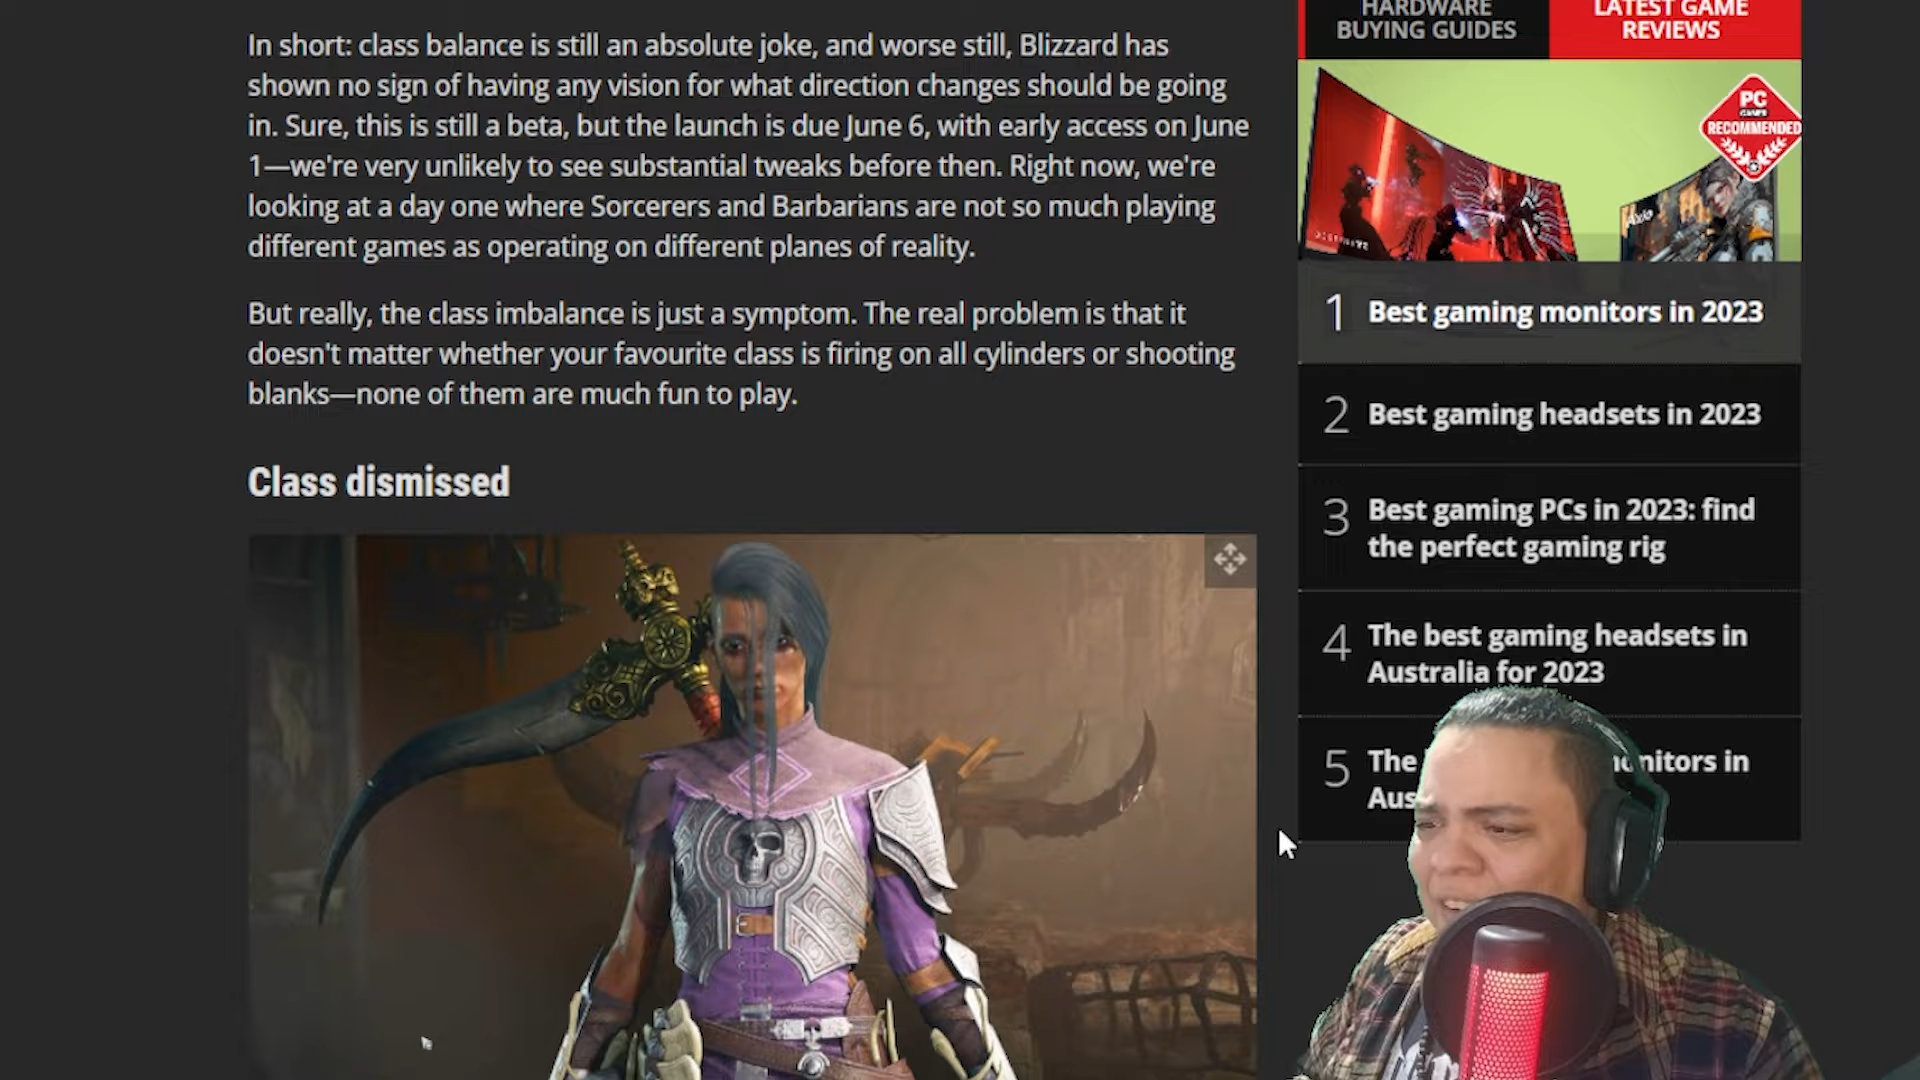 In short: class balance is still an absolute joke, and worse still, Blizzard has
shown no sign of having any vision for what direction changes should be going
in. Sure, this is still a beta, but the launch is due June 6, with early access on June
1—we're very unlikely to see substantial tweaks before then. Right now, we're
looking at a day one where Sorcerers and Barbarians are not so much playing
different games as operating on different planes of reality.
But really, the class imbalance is just a symptom. The real problem is that it
doesn't matter whether your favourite class is firing on all cylinders or shooting
blanks—none of them are much fun to play.
Class dismissed
HARDWARE
BUYING GUIDES
LATEST GAME
REVIEWS
PC
GAMER
RECOMMENDED
1 Best gaming monitors in 2023
2 Best gaming headsets in 2023
3 Best gaming PCs in 2023: find
the perfect gaming rig
4 The best gaming headsets in
Australia for 2023
5 The monitors in
Aus